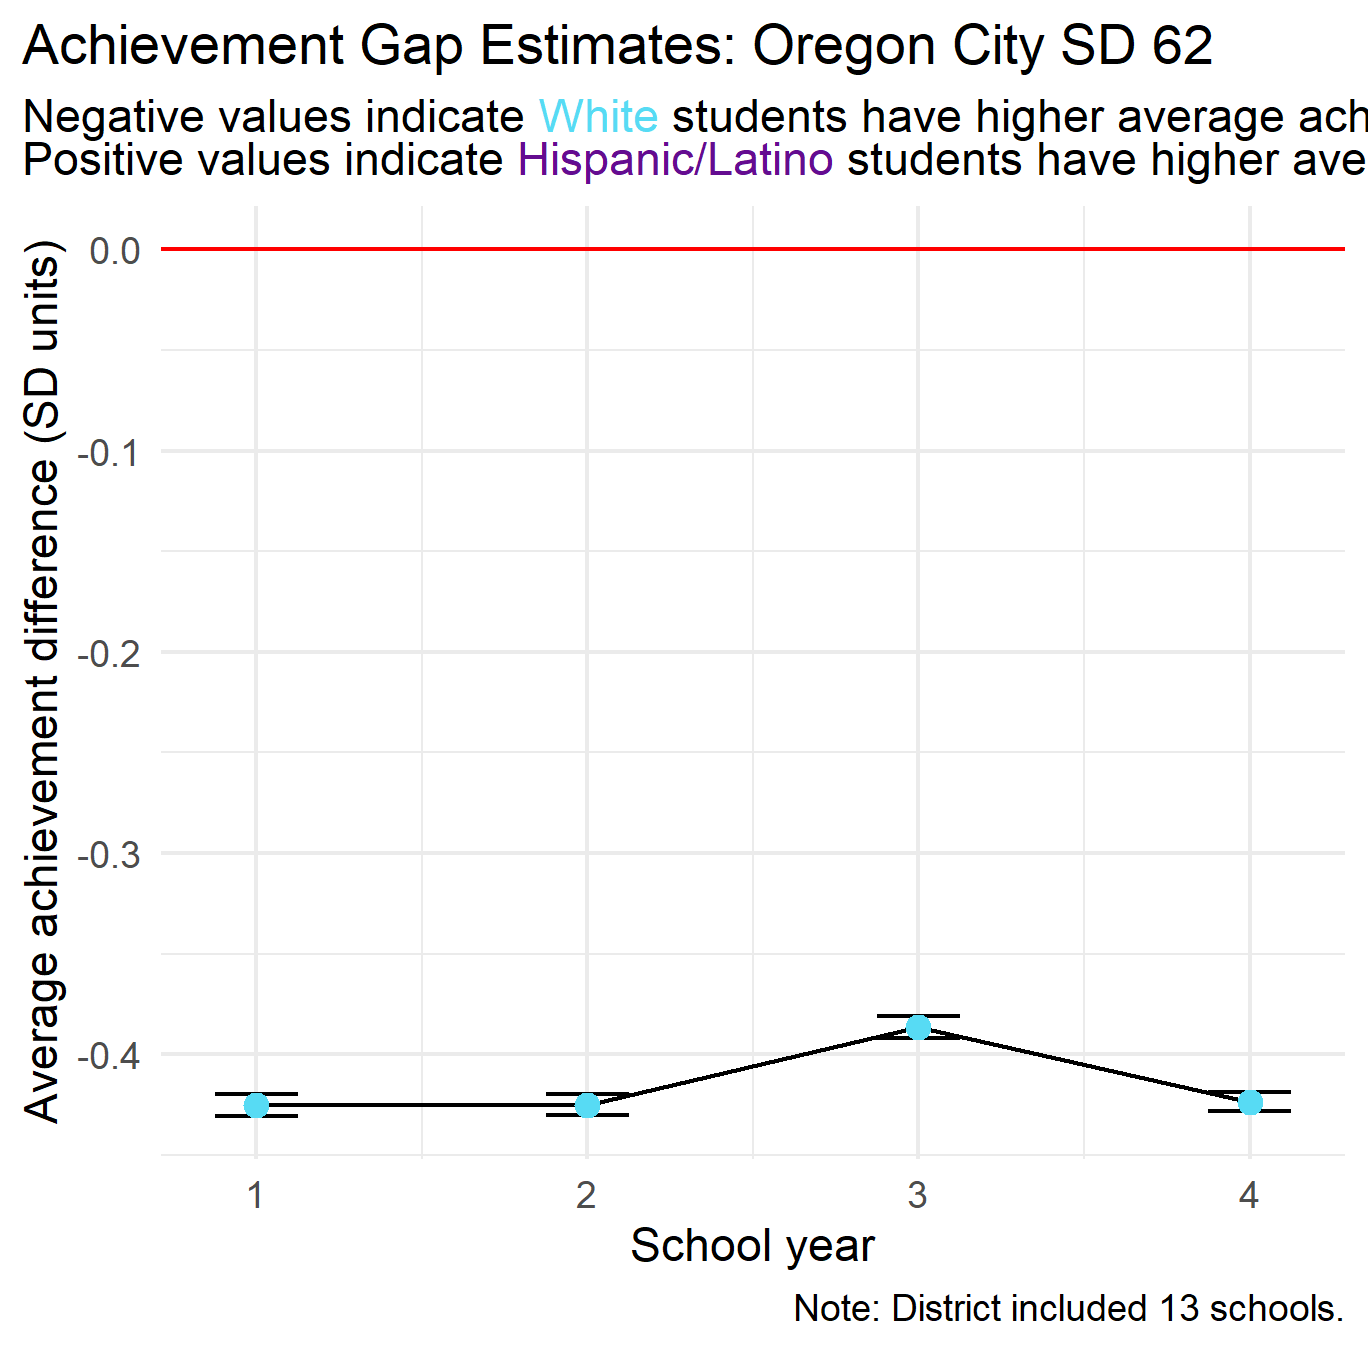 Achievement Gap Estimates: Oregon City SD 62
Negative values indicate White students have higher average ach
Positive values indicate Hispanic/Latino students have higher ave
Average achievement difference (SD units)
0.0
-0.1
-0.2
-0.3
-0.4
1 2 3 4
School year
Note: District included 13 schools.